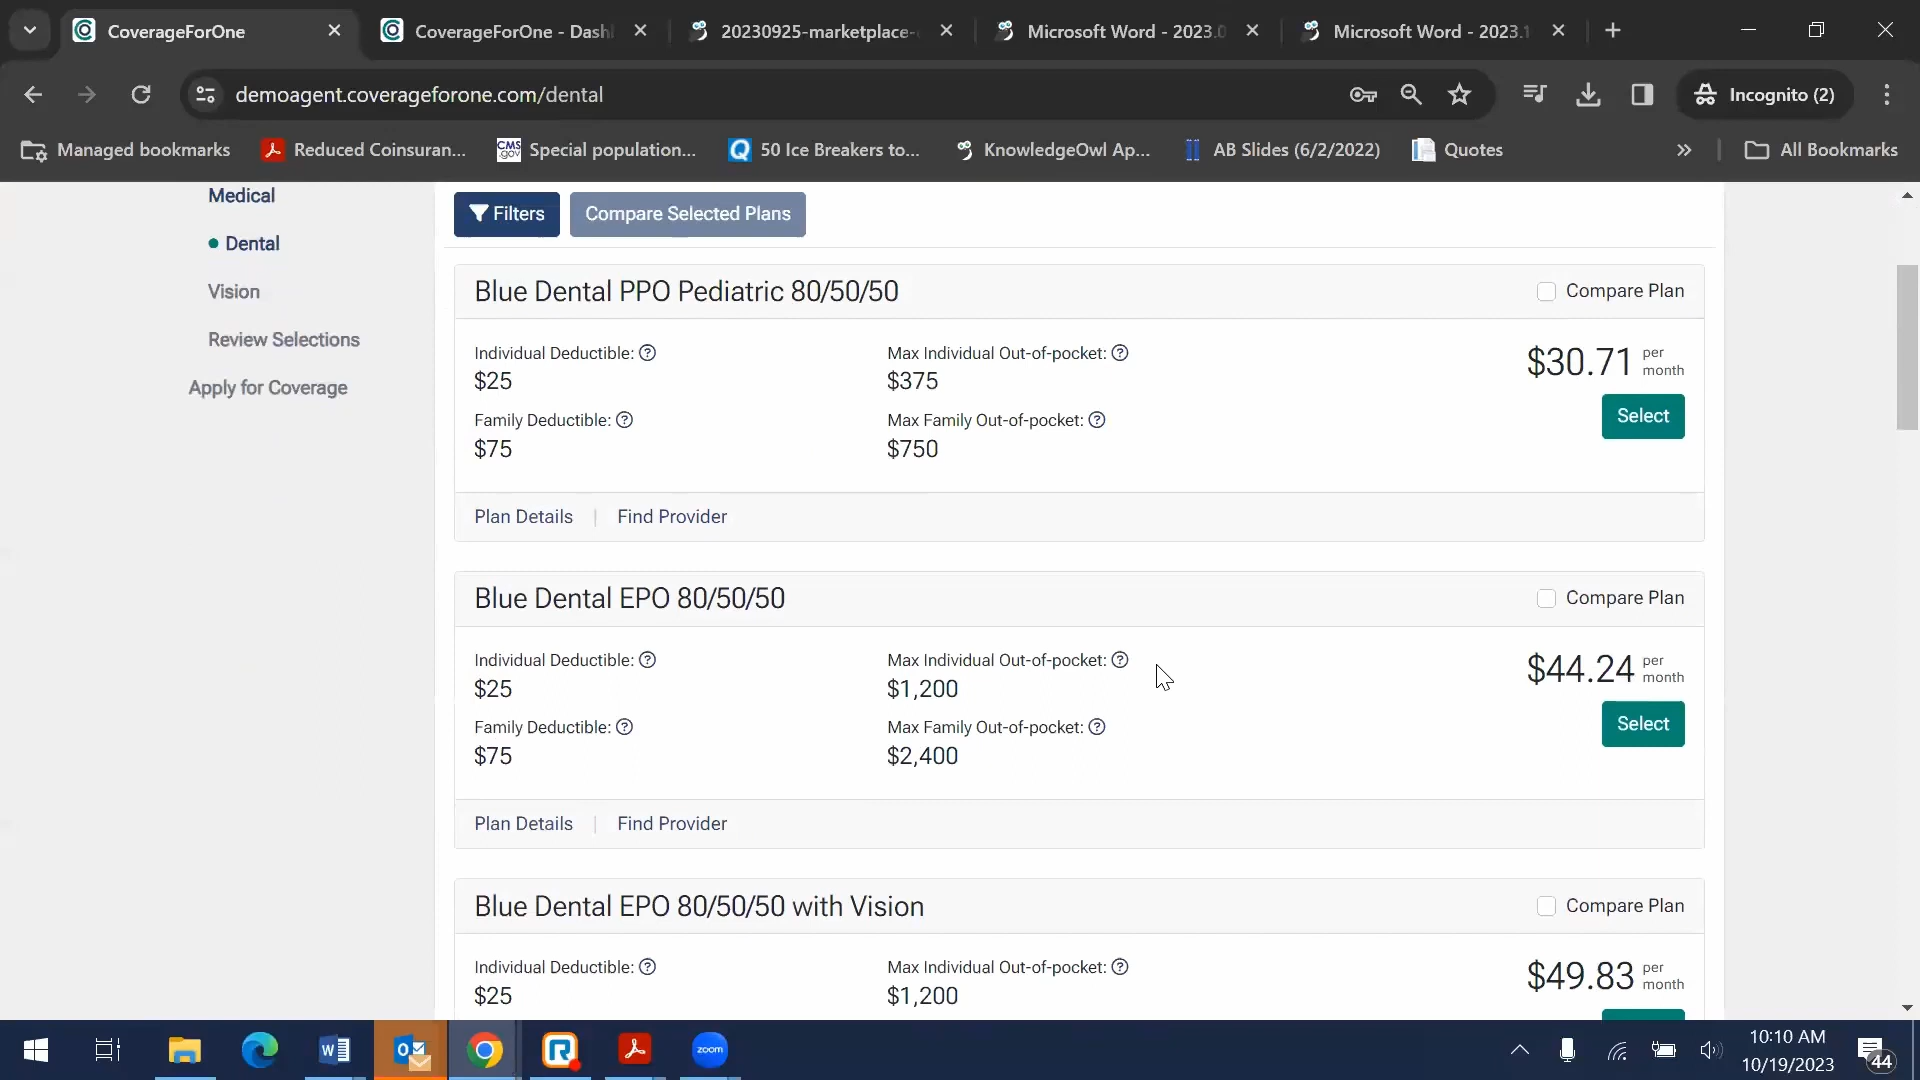 CoverageForOne
CoverageForOne - Dash
20230925-marketplace-
Microsoft Word - 2023.0
Microsoft Word - 2023.1
demoagent.coverageforone.com/dental
Incognito (2)
Managed bookmarks
Reduced Coinsuran...
CMS.gov
Special population...
50 Ice Breakers to...
KnowledgeOwl Ap...
AB Slides (6/2/2022)
Quotes
All Bookmarks
Medical
Dental
Vision
Review Selections
Apply for Coverage
Filters
Compare Selected Plans
Blue Dental PPO Pediatric 80/50/50
Compare Plan
Individual Deductible:
$25
Max Individual Out-of-pocket:
$375
Family Deductible:
$75
Max Family Out-of-pocket:
$750
$30.71 per month
Select
Plan Details | Find Provider
Blue Dental EPO 80/50/50
Compare Plan
Individual Deductible:
$25
Max Individual Out-of-pocket:
$1,200
Family Deductible:
$75
Max Family Out-of-pocket:
$2,400
$44.24 per month
Select
Plan Details | Find Provider
Blue Dental EPO 80/50/50 with Vision
Compare Plan
Individual Deductible:
$25
Max Individual Out-of-pocket:
$1,200
$49.83 per month
zoom
10:10 AM
10/19/2023
44